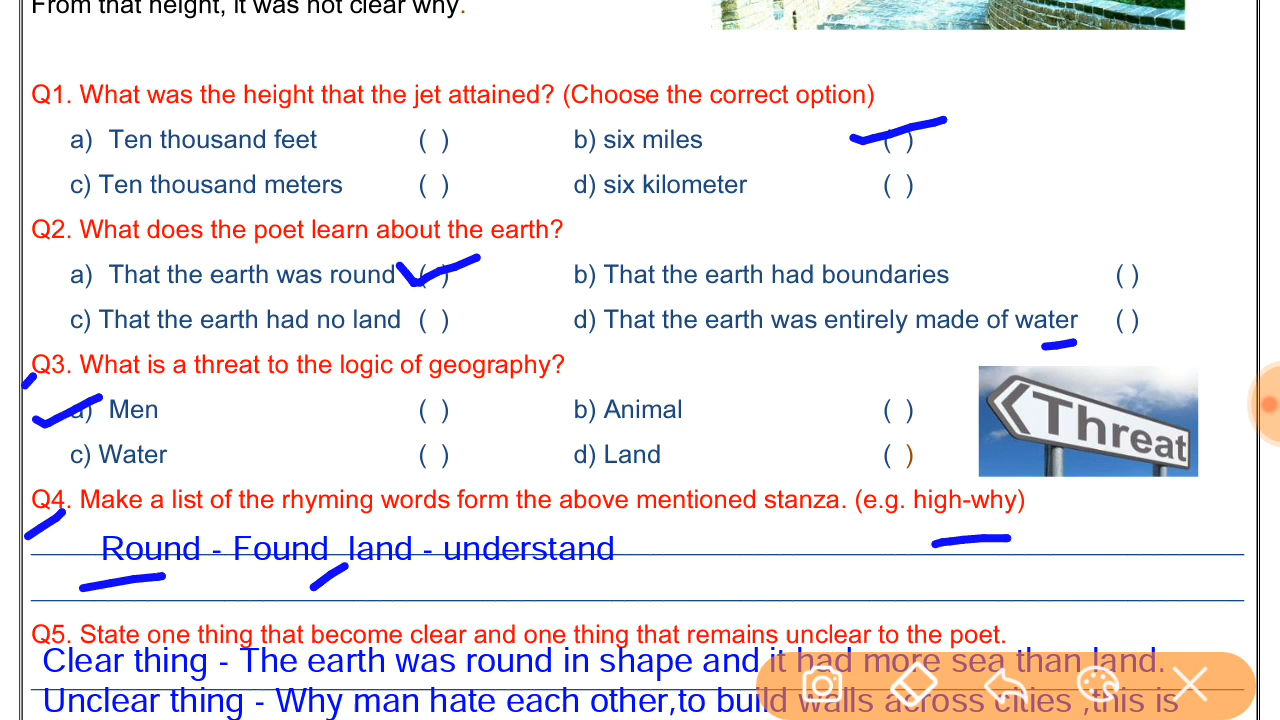 From that height, it was not clear why.
Q1. What was the height that the jet attained? (Choose the correct option)
a) Ten thousand feet ( ) b) six miles ( )
c) Ten thousand meters ( ) d) six kilometer ( )
Q2. What does the poet learn about the earth?
a) That the earth was round ( ) b) That the earth had boundaries ( )
c) That the earth had no land ( ) d) That the earth was entirely made of water ( )
Q3. What is a threat to the logic of geography?
a) Men ( ) b) Animal ( )
c) Water ( ) d) Land ( )
Threat
Q4. Make a list of the rhyming words form the above mentioned stanza. (e.g. high-why)
Round - Found land - understand
Q5. State one thing that become clear and one thing that remains unclear to the poet.
Clear thing - The earth was round in shape and it had more sea than land.
Unclear thing - Why man hate each other,to build walls across cities ,this is